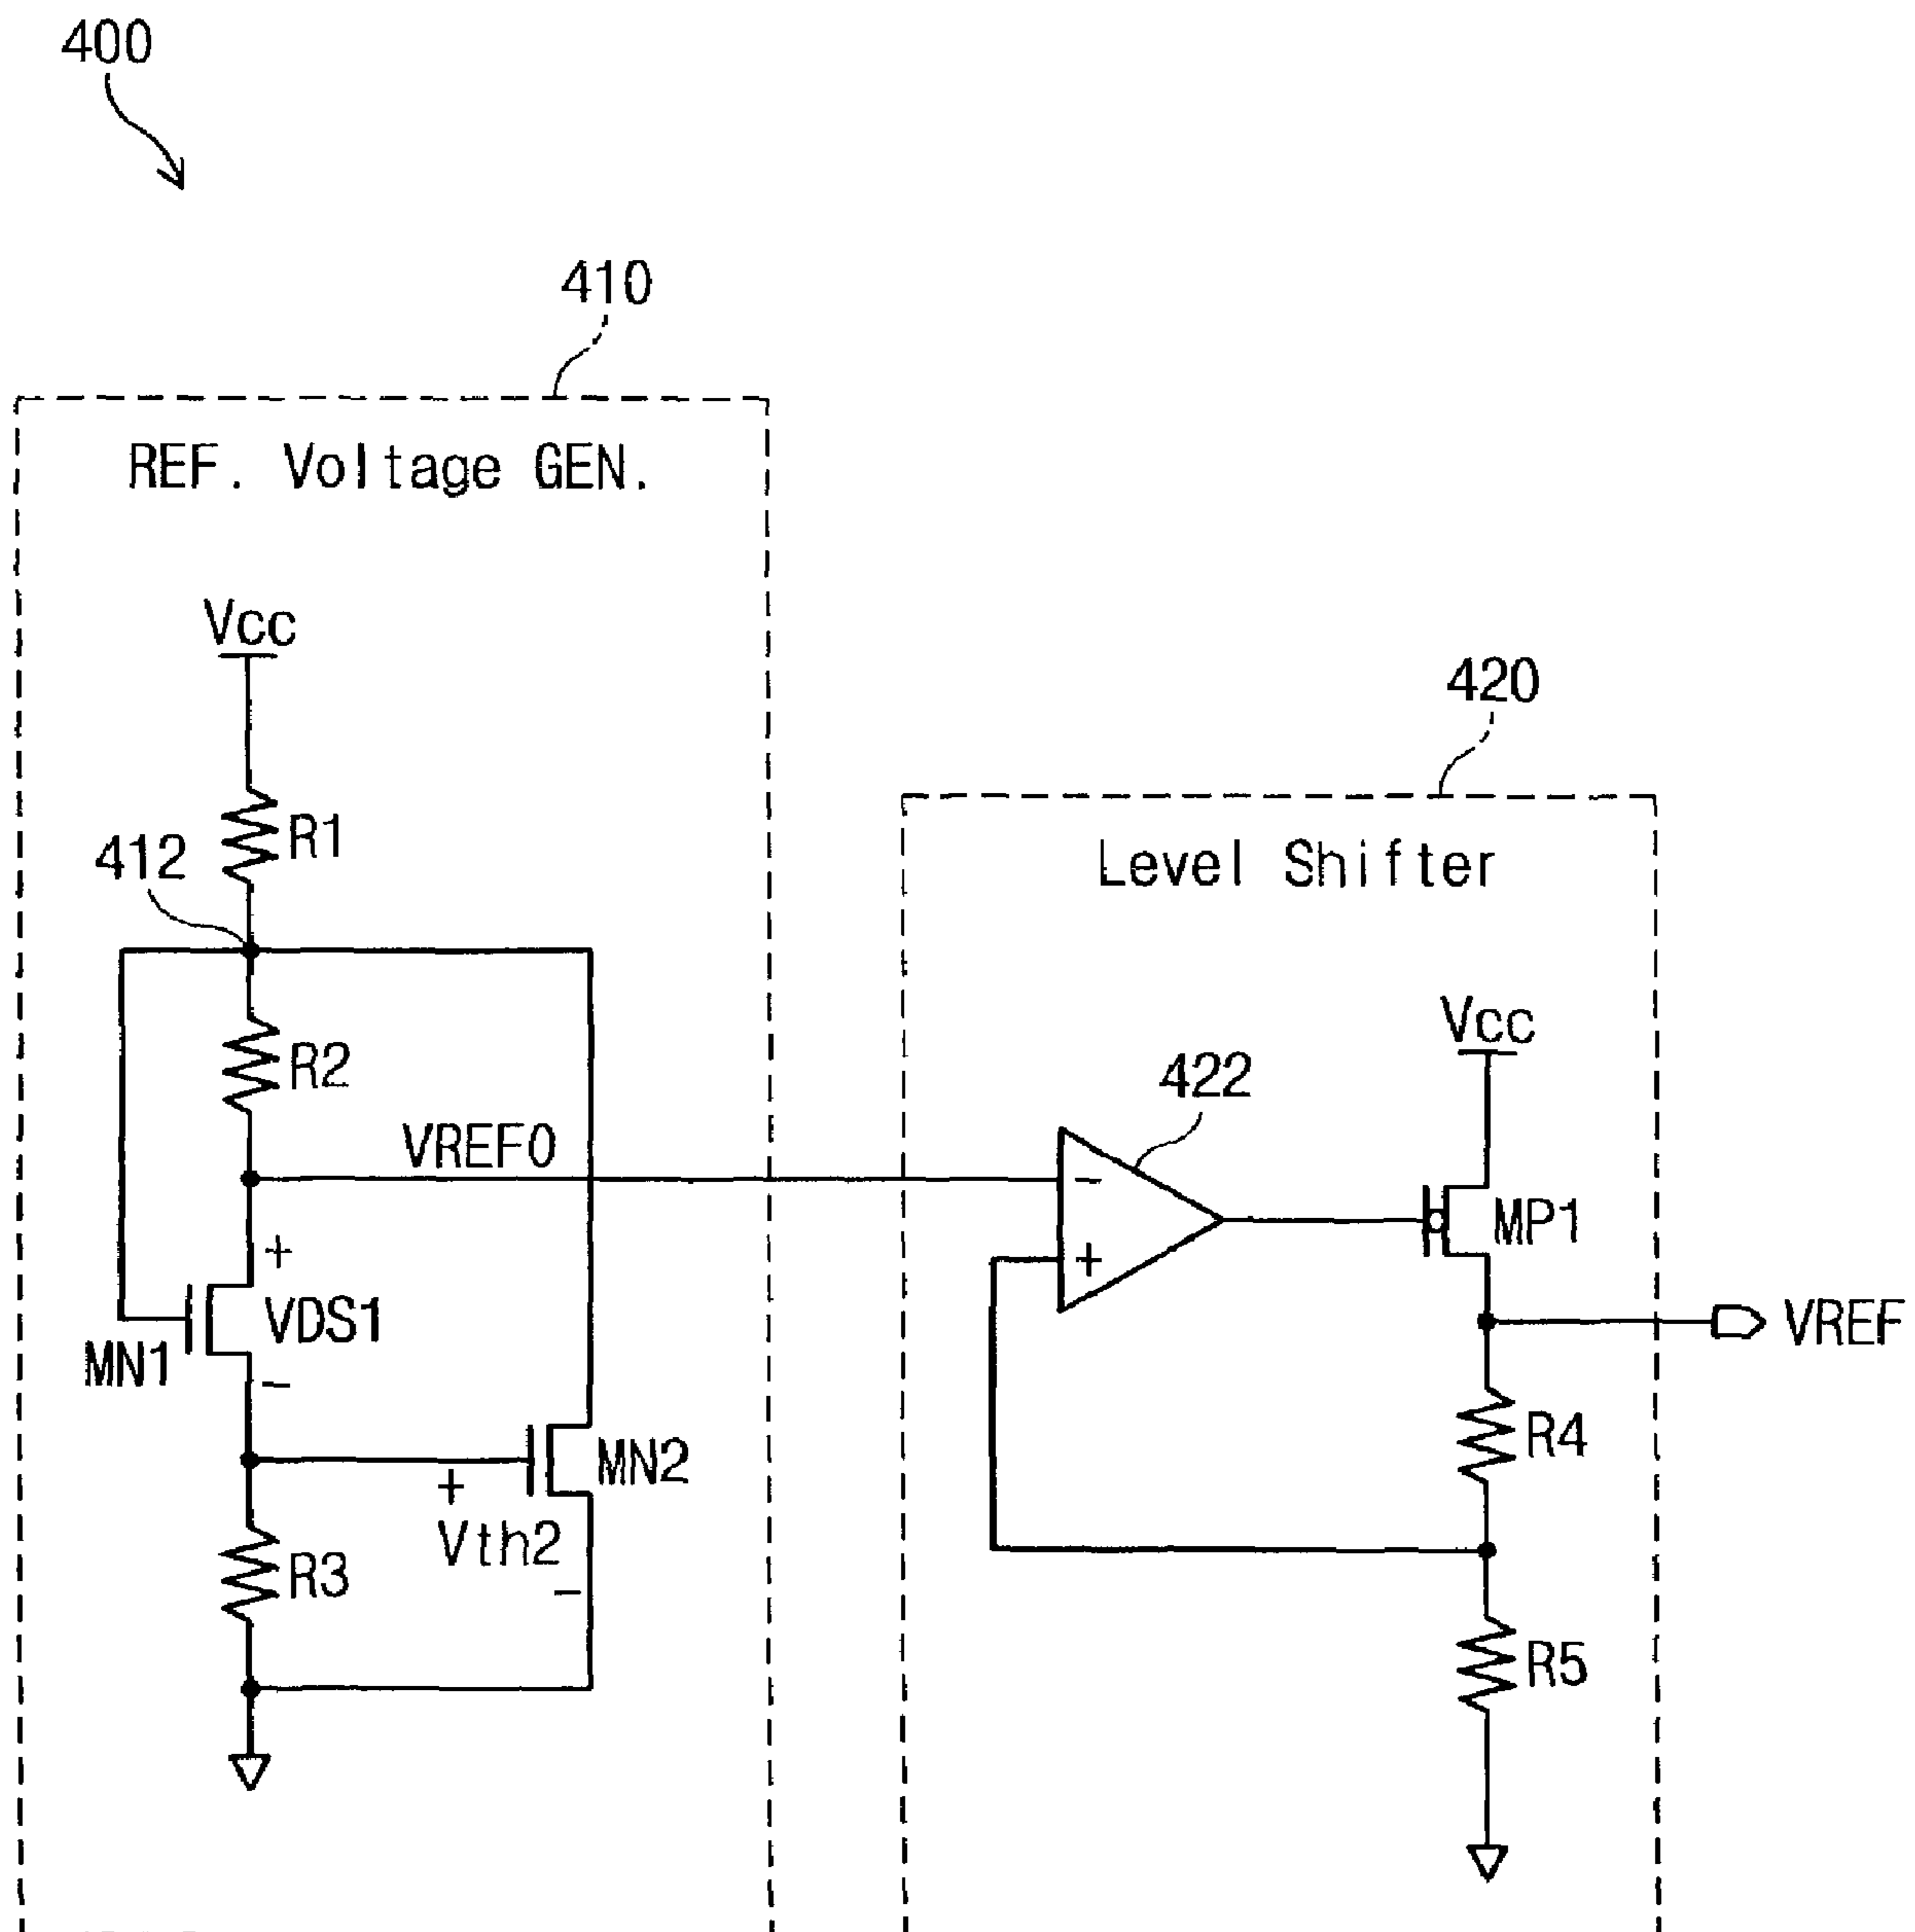 400
410
REF. Voltage GEN.
Vcc
420
R1
412
Level Shifter
Vcc
R2
422
VREF0
-
MP1
+
+
VDS1
VREF
MN1
-
R4
MN2
+
Vth2
R3
-
R5